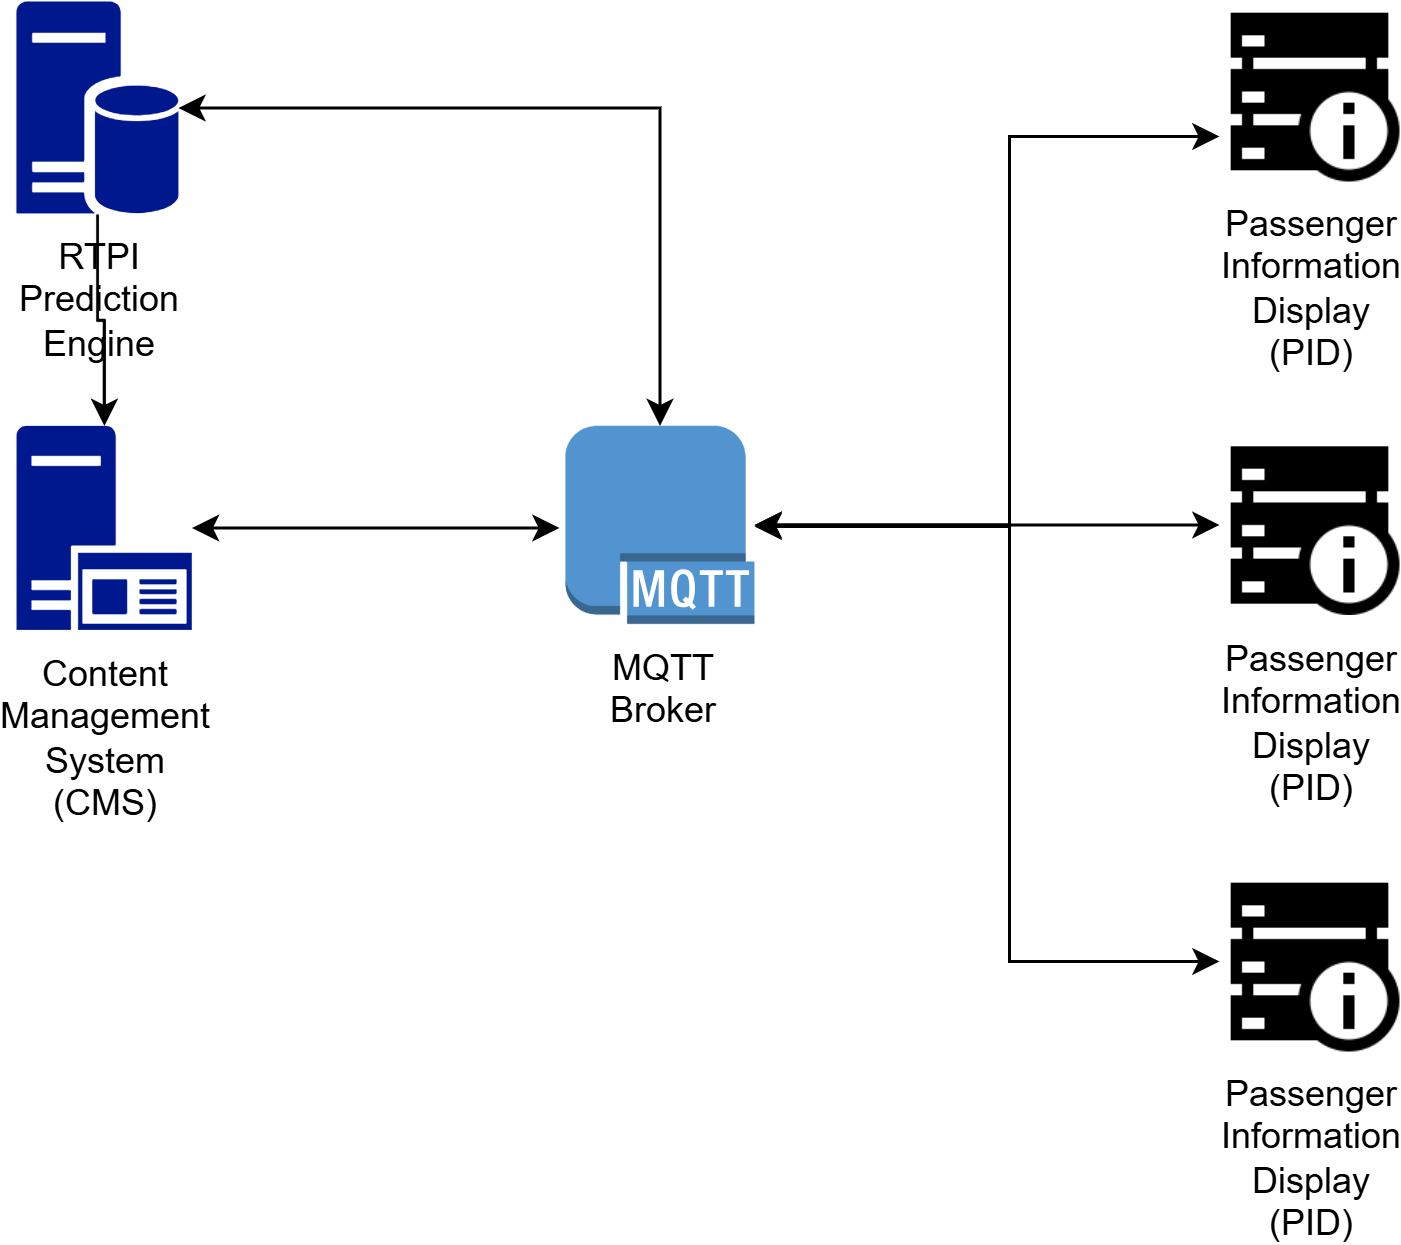 RTPI
Prediction
Engine
Passenger
Information
Display
(PID)
Content
Management
System
(CMS)
MQTT
MQTT
Broker
Passenger
Information
Display
(PID)
Passenger
Information
Display
(PID)